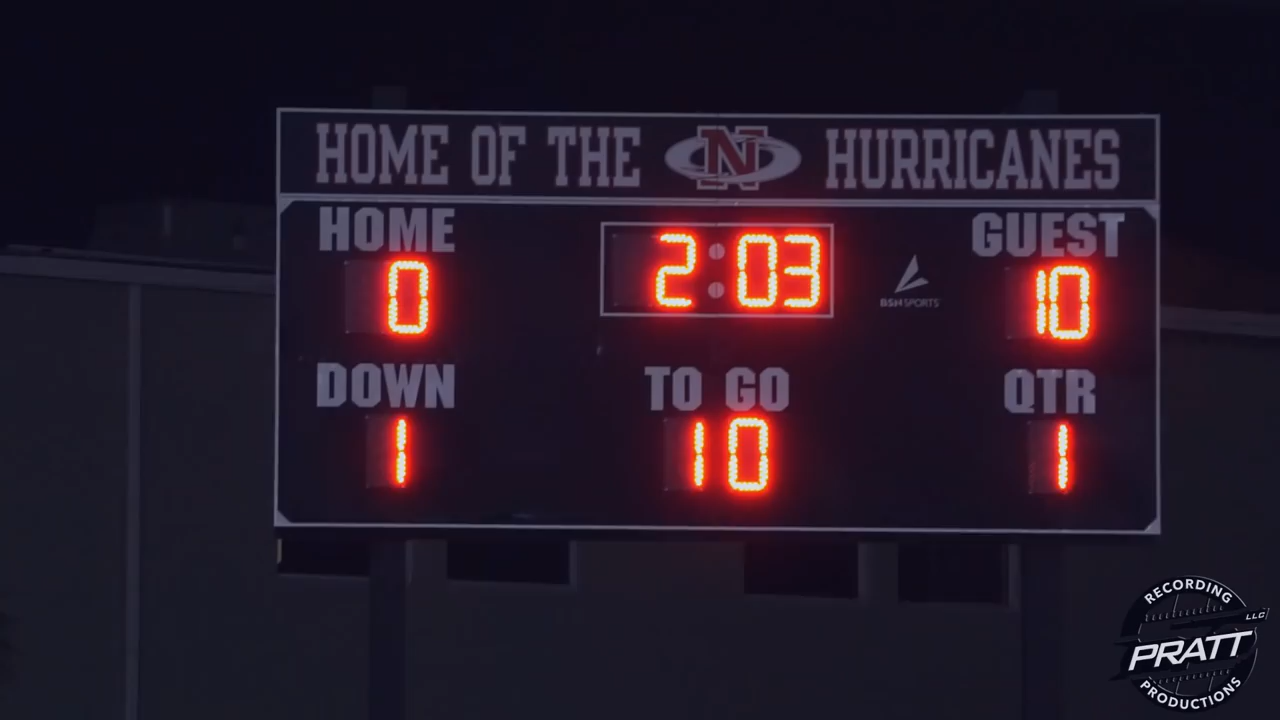 HOME OF THE N HURRICANES
HOME
GUEST
0
2:03
10
BSN SPORTS
DOWN
TO GO
QTR
1
10
1
RECORDING
PRATT LLC
PRODUCTIONS